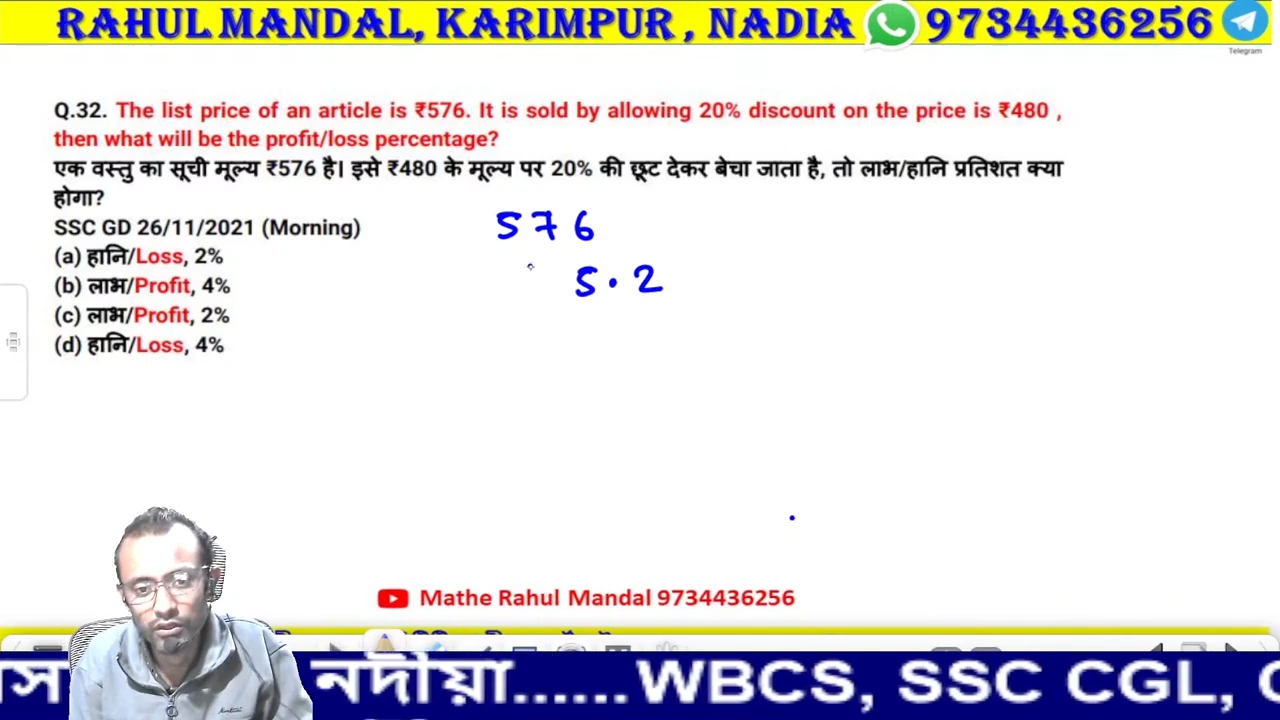 RAHUL MANDAL, KARIMPUR , NADIA 9734436256
Telegram
Q.32. The list price of an article is ₹576. It is sold by allowing 20% discount on the price is ₹480 ,
then what will be the profit/loss percentage?
एक वस्तु का सूची मूल्य ₹576 है। इसे ₹480 के मूल्य पर 20% की छूट देकर बेचा जाता है, तो लाभ/हानि प्रतिशत क्या
होगा?
SSC GD 26/11/2021 (Morning)
(a) हानि/Loss, 2%
(b) लाभ/Profit, 4%
(c) लाभ/Profit, 2%
(d) हानि/Loss, 4%
576
5.2
Mathe Rahul Mandal 9734436256
নদীয়া...... WBCS, SSC CGL,